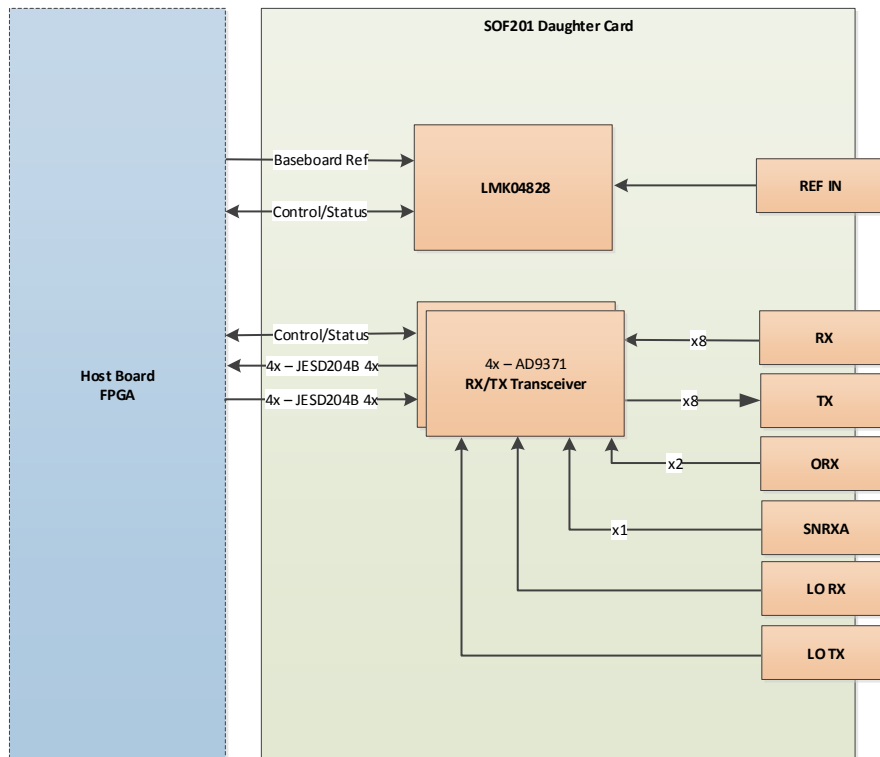 SOF201 Daughter Card
Baseboard Ref
LMK04828
REF IN
Control/Status
Control/Status
x8
RX
4x – JESD204B 4x
4x – AD9371
RX/TX Transceiver
Host Board
FPGA
4x – JESD204B 4x
x8
TX
x2
ORX
x1
SNRXA
LO RX
LO TX